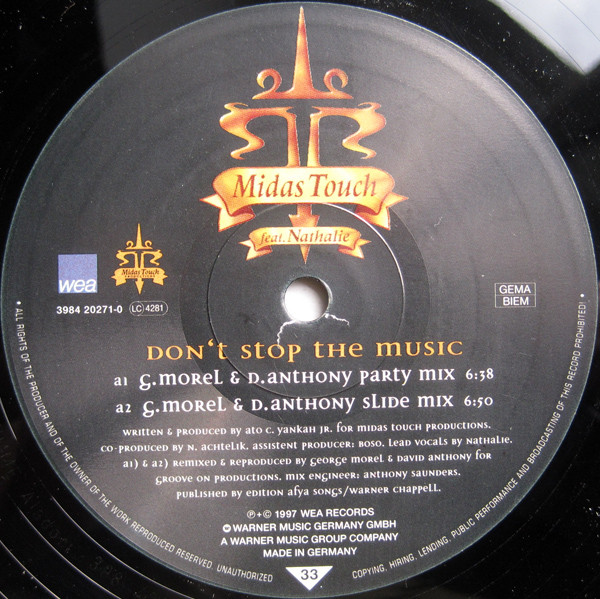 Midas Touch
feat. Nathalie
wea
Midas Touch
3984 20271-0
LC 4281
GEMA
BIEM
Don't stop the music
a1 G.Morel & D.Anthony Party Mix 6:38
a2 G.Morel & D.Anthony Slide Mix 6:50
written & produced by Ato C. Yankah Jr. for Midas Touch Productions.
Co-produced by N. Achtelik. Assistent producer: Boso. Lead vocals by Nathalie.
a1) & a2) remixed & reproduced by George Morel & David Anthony for
Groove On Productions. Mix engineer: Anthony Saunders.
Published by Edition Afya Songs/Warner Chappell.
℗+© 1997 WEA RECORDS
WARNER MUSIC GERMANY GMBH
A WARNER MUSIC GROUP COMPANY
MADE IN GERMANY
33
• ALL RIGHTS OF THE PRODUCER AND OF THE OWNER OF THE WORK REPRODUCED RESERVED. UNAUTHORIZED COPYING, HIRING, LENDING, PUBLIC PERFORMANCE AND BROADCASTING OF THIS RECORD PROHIBITED! •